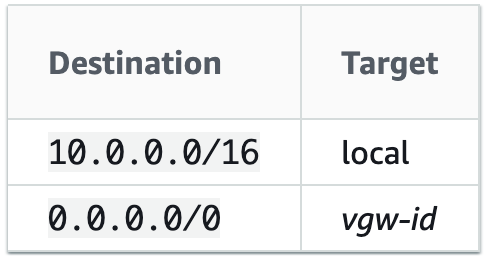 Destination Target
10.0.0.0/16 local
0.0.0.0/0 vgw-id